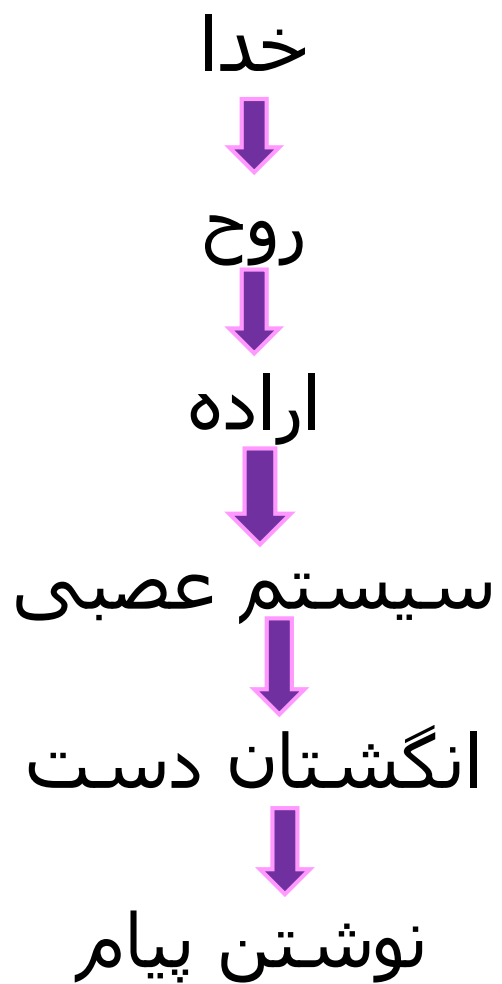 خدا
روح
اراده
سیستم عصبی
انگشتان دست
نوشتن پیام